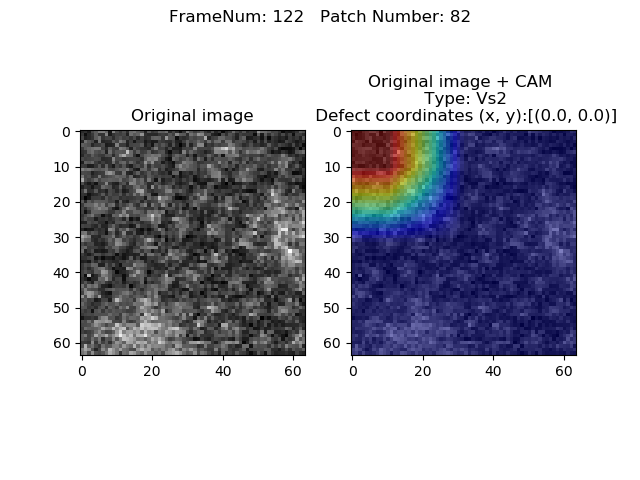 FrameNum: 122   Patch Number: 82
Original image
Original image + CAM
Type: Vs2
Defect coordinates (x, y):[(0.0, 0.0)]
0
10
20
30
40
50
60
0 20 40 60
0
10
20
30
40
50
60
0 20 40 60